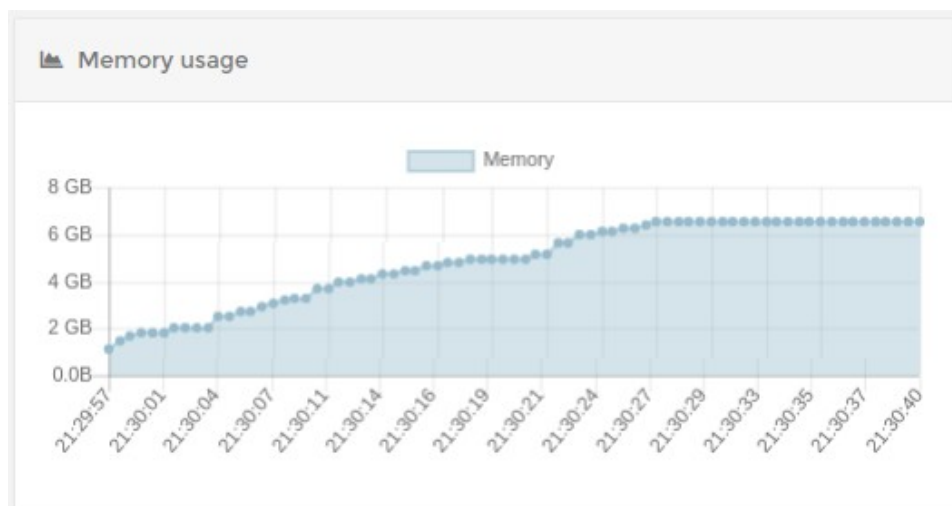 Memory usage
Memory
8 GB
6 GB
4 GB
2 GB
0.0B
21:29:57
21:30:01
21:30:04
21:30:07
21:30:11
21:30:14
21:30:16
21:30:19
21:30:21
21:30:24
21:30:27
21:30:29
21:30:33
21:30:35
21:30:37
21:30:40